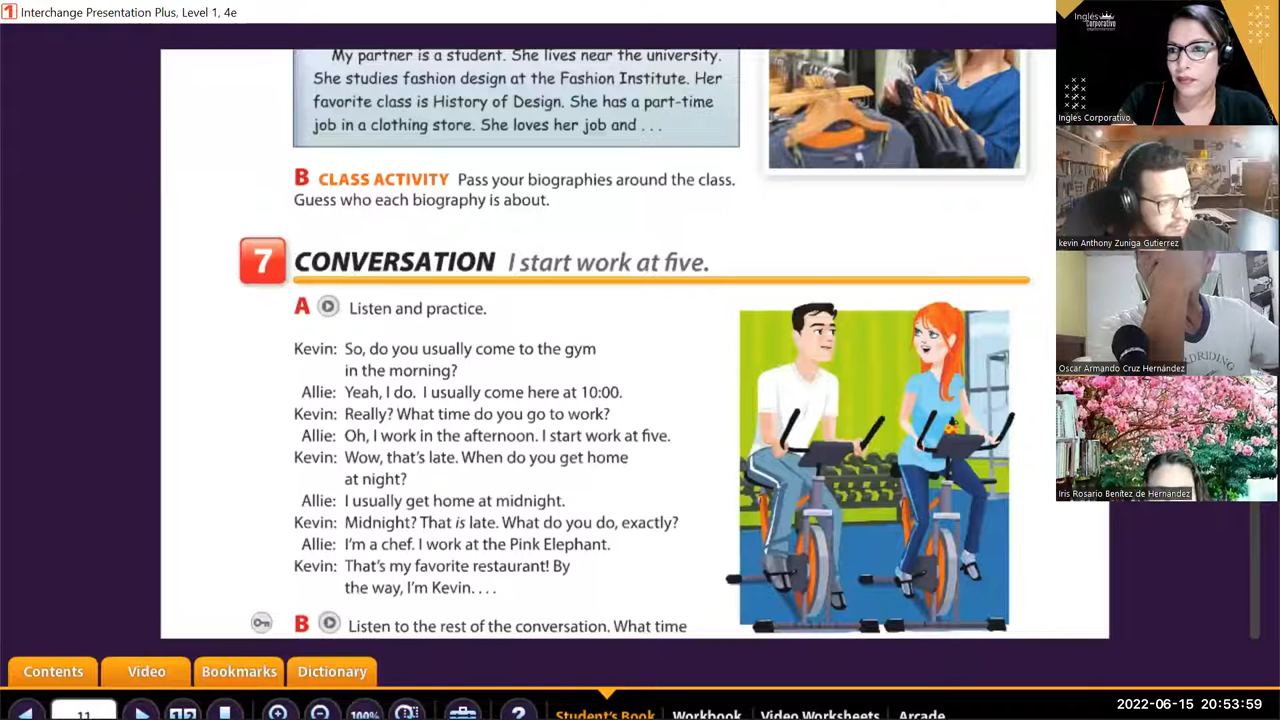 Interchange Presentation Plus, Level 1, 4e
My partner is a student. She lives near the university.
She studies fashion design at the Fashion Institute. Her
favorite class is History of Design. She has a part-time
job in a clothing store. She loves her job and . . .
B CLASS ACTIVITY Pass your biographies around the class.
Guess who each biography is about.
7 CONVERSATION I start work at five.
A Listen and practice.
Kevin: So, do you usually come to the gym
in the morning?
Allie: Yeah, I do. I usually come here at 10:00.
Kevin: Really? What time do you go to work?
Allie: Oh, I work in the afternoon. I start work at five.
Kevin: Wow, that's late. When do you get home
at night?
Allie: I usually get home at midnight.
Kevin: Midnight? That is late. What do you do, exactly?
Allie: I'm a chef. I work at the Pink Elephant.
Kevin: That's my favorite restaurant! By
the way, I'm Kevin. . . .
B Listen to the rest of the conversation. What time
Contents Video Bookmarks Dictionary
11
100%
?
Student's Book Workbook Video Worksheets Arcade
Inglés
Corporativo
Inglés Corporativo
kevin Anthony Zuniga Gutierrez
Oscar Armando Cruz Hernández
Iris Rosario Benítez de Hernández
2022-06-15 20:53:59